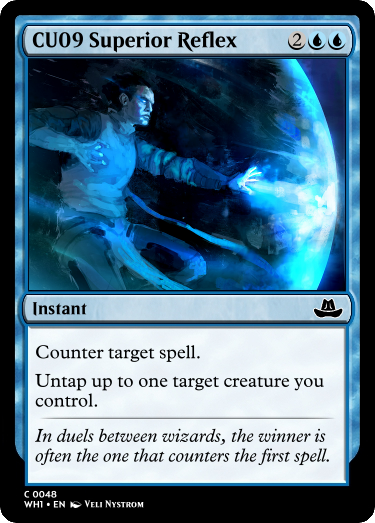 CU09 Superior Reflex 2
Instant
Counter target spell.
Untap up to one target creature you
control.
In duels between wizards, the winner is
often the one that counters the first spell.
C 0048
WH1 • EN Veli Nystrom